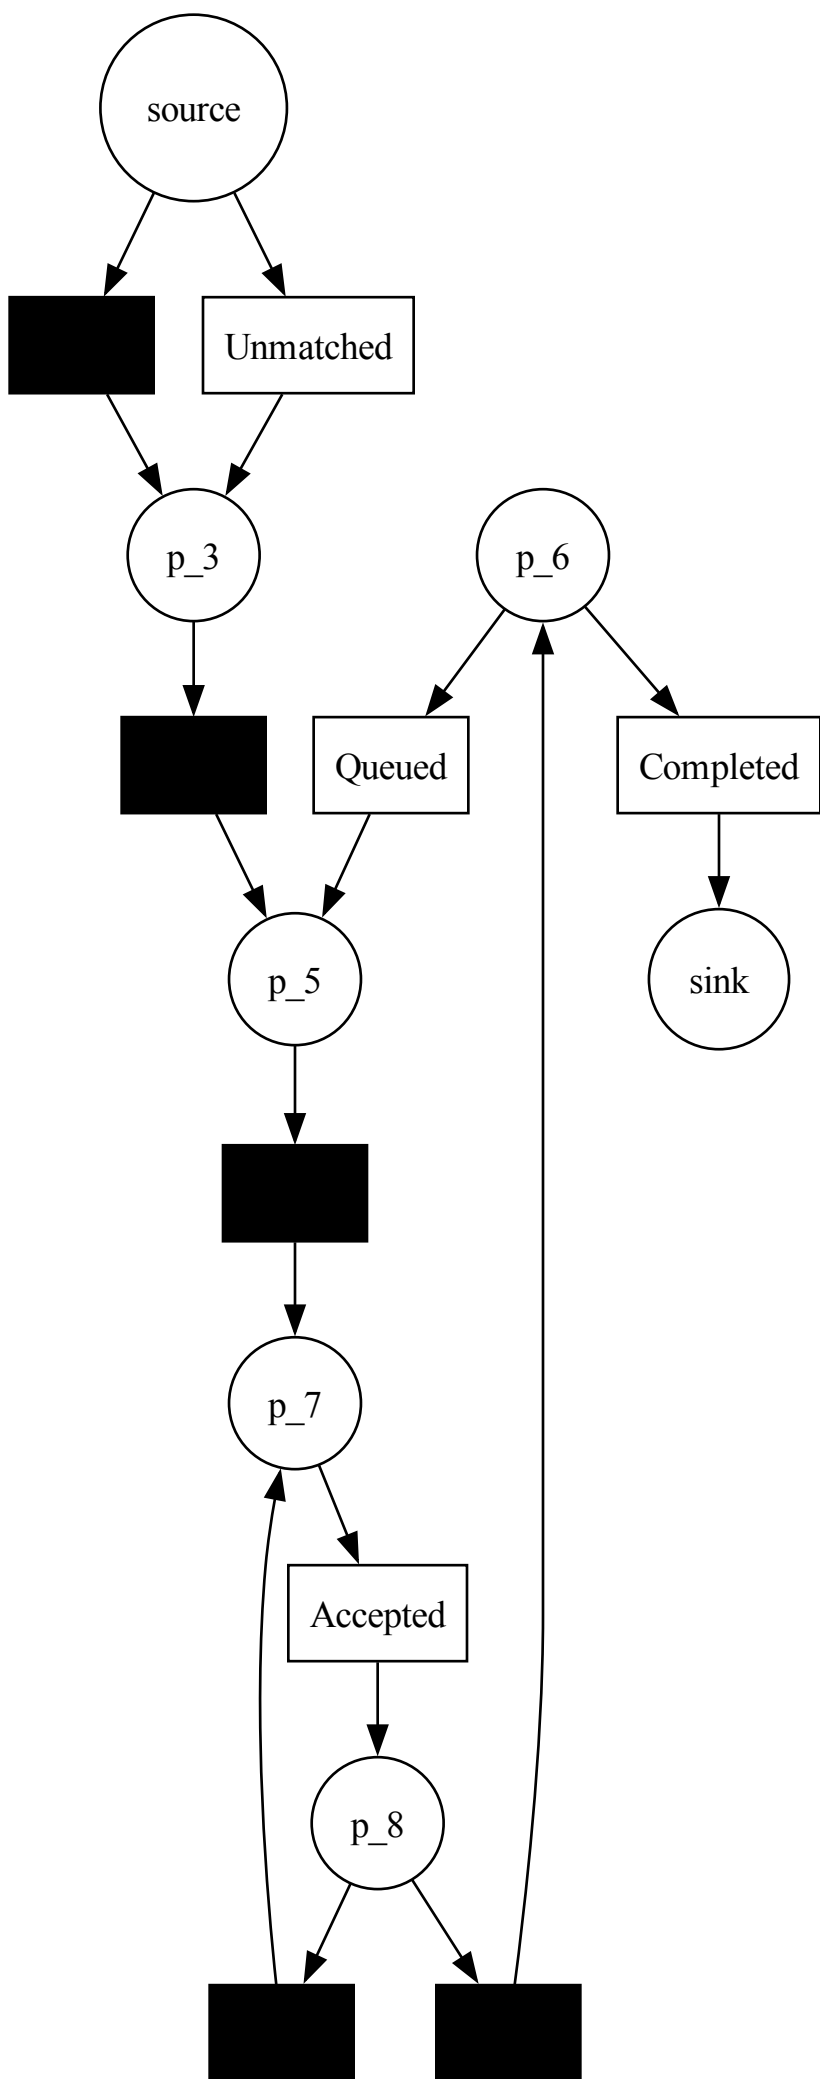 source
Unmatched
p_3
p_6
Queued
Completed
p_5
sink
p_7
Accepted
p_8